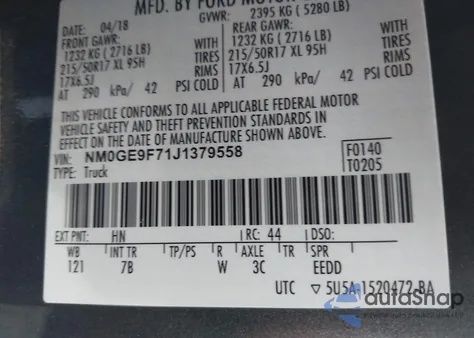 MFD. BY FORD MOTOR
DATE: 04/18 GVWR: 2395 KG ( 5280 LB)
FRONT GAWR: REAR GAWR:
1232 KG ( 2716 LB) WITH 1232 KG ( 2716 LB) WITH
215/50R17 XL 95H TIRES 215/50R17 XL 95H TIRES
17X6.5J RIMS 17X6.5J RIMS
AT 290 kPa/ 42 PSI COLD AT 290 kPa/ 42 PSI COLD
THIS VEHICLE CONFORMS TO ALL APPLICABLE FEDERAL MOTOR
VEHICLE SAFETY AND THEFT PREVENTION STANDARDS IN
EFFECT ON THE DATE OF MANUFACTURE SHOWN ABOVE.
VIN: NM0GE9F71J1379558 F0140
TYPE: Truck T0205
EXT PNT: HN RC: 44 DSO:
WB INT TR TP/PS R AXLE TR SPR
121 7B W 3C EEDD
UTC ▽ 5U5A-1520472-BA
autoshap